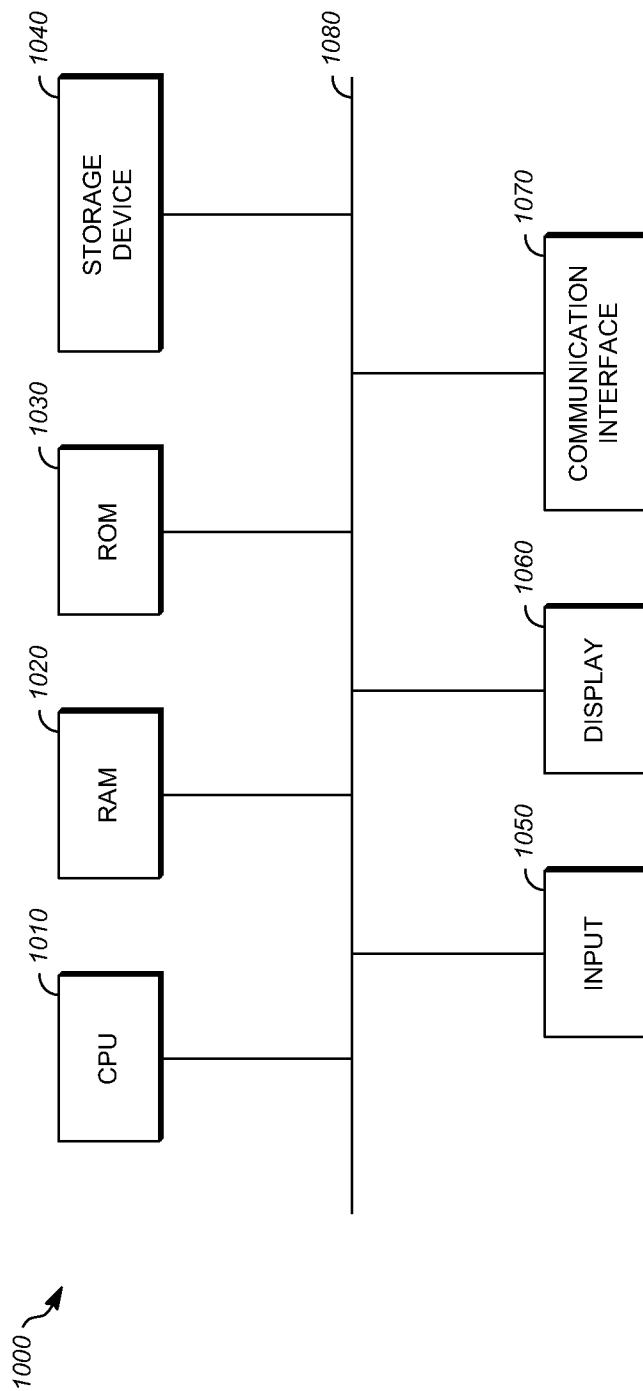 1000
1010
CPU
1020
RAM
1030
ROM
1040
STORAGE
DEVICE
1080
1050
INPUT
1060
DISPLAY
1070
COMMUNICATION
INTERFACE